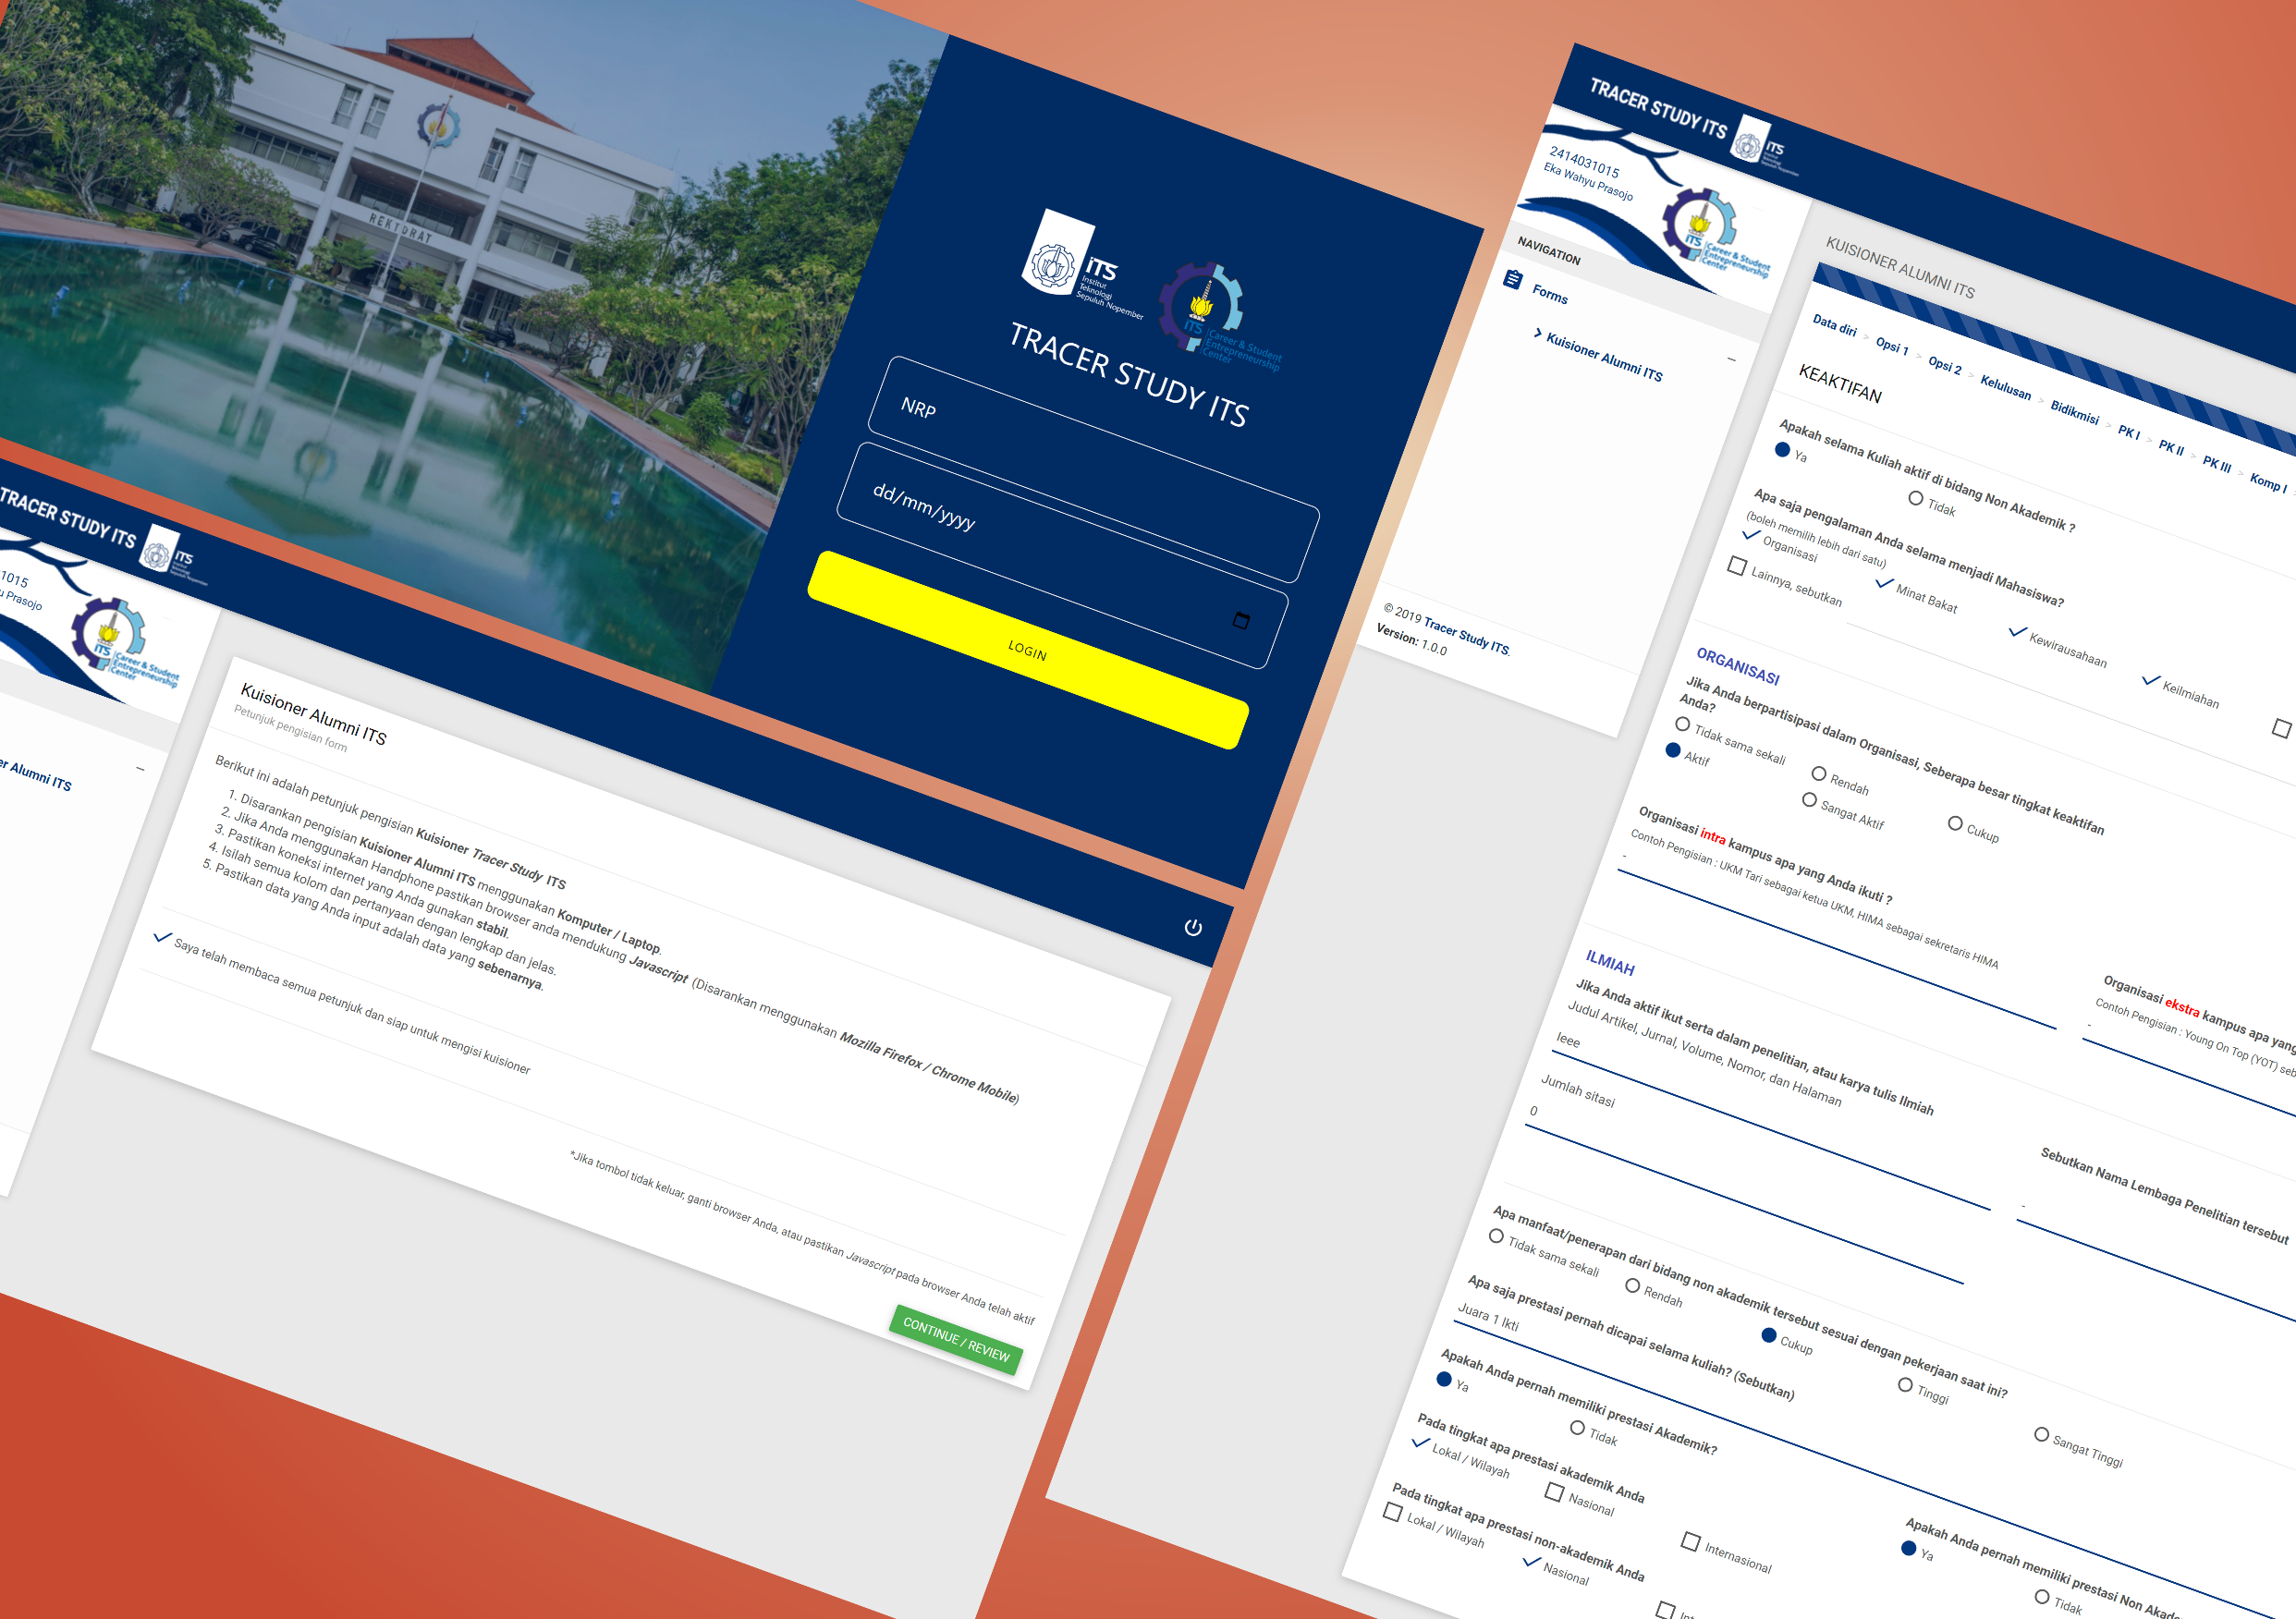 REKTORAT
ITS
Institut
Teknologi
Sepuluh Nopember
ITS
Career & Student
Entrepreneurship
Center
TRACER STUDY ITS
NRP
dd/mm/yyyy
LOGIN
TRACER STUDY ITS
ITS
Institut
Teknologi
Sepuluh Nopember
1015
u Prasojo
ITS
Career & Student
Entrepreneurship
Center
er Alumni ITS
Kuisioner Alumni ITS
Petunjuk pengisian form
Berikut ini adalah petunjuk pengisian Kuisioner Tracer Study ITS
1. Disarankan pengisian Kuisioner Alumni ITS menggunakan Komputer / Laptop.
2. Jika Anda menggunakan Handphone pastikan browser anda mendukung Javascript (Disarankan menggunakan Mozilla Firefox / Chrome Mobile)
3. Pastikan koneksi internet yang Anda gunakan stabil.
4. Isilah semua kolom dan pertanyaan dengan lengkap dan jelas.
5. Pastikan data yang Anda input adalah data yang sebenarnya.
Saya telah membaca semua petunjuk dan siap untuk mengisi kuisioner
*Jika tombol tidak keluar, ganti browser Anda, atau pastikan Javascript pada browser Anda telah aktif
CONTINUE / REVIEW
TRACER STUDY ITS
ITS
Institut
Teknologi
Sepuluh Nopember
2414031015
Eka Wahyu Prasojo
ITS
Career & Student
Entrepreneurship
Center
NAVIGATION
Forms
Kuisioner Alumni ITS
© 2019 Tracer Study ITS.
Version: 1.0.0
KUISIONER ALUMNI ITS
Data diri > Opsi 1 > Opsi 2 > Kelulusan > Bidikmisi > PK I > PK II > PK III > Komp I
KEAKTIFAN
Apakah selama Kuliah aktif di bidang Non Akademik ?
Ya
Tidak
Apa saja pengalaman Anda selama menjadi Mahasiswa?
(boleh memilih lebih dari satu)
Organisasi
Minat Bakat
Kewirausahaan
Keilmiahan
Lainnya, sebutkan
ORGANISASI
Jika Anda berpartisipasi dalam Organisasi, Seberapa besar tingkat keaktifan
Anda?
Tidak sama sekali
Rendah
Cukup
Aktif
Sangat Aktif
Organisasi intra kampus apa yang Anda ikuti ?
Contoh Pengisian : UKM Tari sebagai ketua UKM, HIMA sebagai sekretaris HIMA
-
Organisasi ekstra kampus apa yang
Contoh Pengisian : Young On Top (YOT) seb
-
ILMIAH
Jika Anda aktif ikut serta dalam penelitian, atau karya tulis Ilmiah
Judul Artikel, Jurnal, Volume, Nomor, dan Halaman
Ieee
Sebutkan Nama Lembaga Penelitian tersebut
-
Jumlah sitasi
0
Apa manfaat/penerapan dari bidang non akademik tersebut sesuai dengan pekerjaan saat ini?
Tidak sama sekali
Rendah
Cukup
Tinggi
Sangat Tinggi
Apa saja prestasi pernah dicapai selama kuliah? (Sebutkan)
Juara 1 lkti
Apakah Anda pernah memiliki prestasi Akademik?
Ya
Tidak
Apakah Anda pernah memiliki prestasi Non Akade
Ya
Tidak
Pada tingkat apa prestasi akademik Anda
Lokal / Wilayah
Nasional
Internasional
Pada tingkat apa prestasi non-akademik Anda
Lokal / Wilayah
Nasional